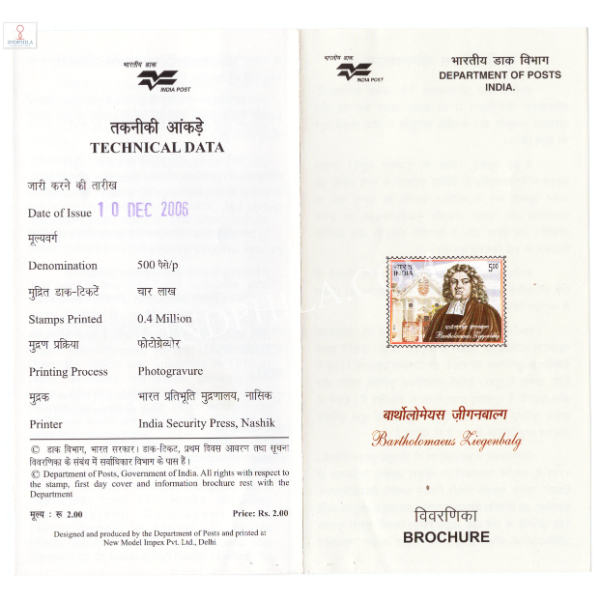 INDPHILA
भारतीय डाक
INDIA POST
तकनीकी आंकड़े
TECHNICAL DATA
जारी करने की तारीख
Date of Issue 10 DEC 2006
मूल्यवर्ग
Denomination 500 पैसे/p
मुद्रित डाक-टिकटें चार लाख
Stamps Printed 0.4 Million
मुद्रण प्रक्रिया फोटोग्रेव्योर
Printing Process Photogravure
मुद्रक भारत प्रतिभूति मुद्रणालय, नासिक
Printer India Security Press, Nashik
© डाक विभाग, भारत सरकार। डाक-टिकट, प्रथम दिवस आवरण तथा सूचना
विवरणिका के संबंध में सर्वाधिकार विभाग के पास हैं।
© Department of Posts, Government of India. All rights with respect to
the stamp, first day cover and information brochure rest with the
Department
मूल्य : रु 2.00 Price: Rs. 2.00
Designed and produced by the Department of Posts and printed at
New Model Impex Pvt. Ltd., Delhi
भारतीय डाक
INDIA POST
भारतीय डाक विभाग
DEPARTMENT OF POSTS
INDIA.
भारत 5.00
INDIA
बार्थोलोमेयस ज़ीगनबाल्ग
Bartholomaeus Ziegenbalg
बार्थोलोमेयस ज़ीगनबाल्ग
Bartholomaeus Ziegenbalg
विवरणिका
BROCHURE
INDPHILA.COM